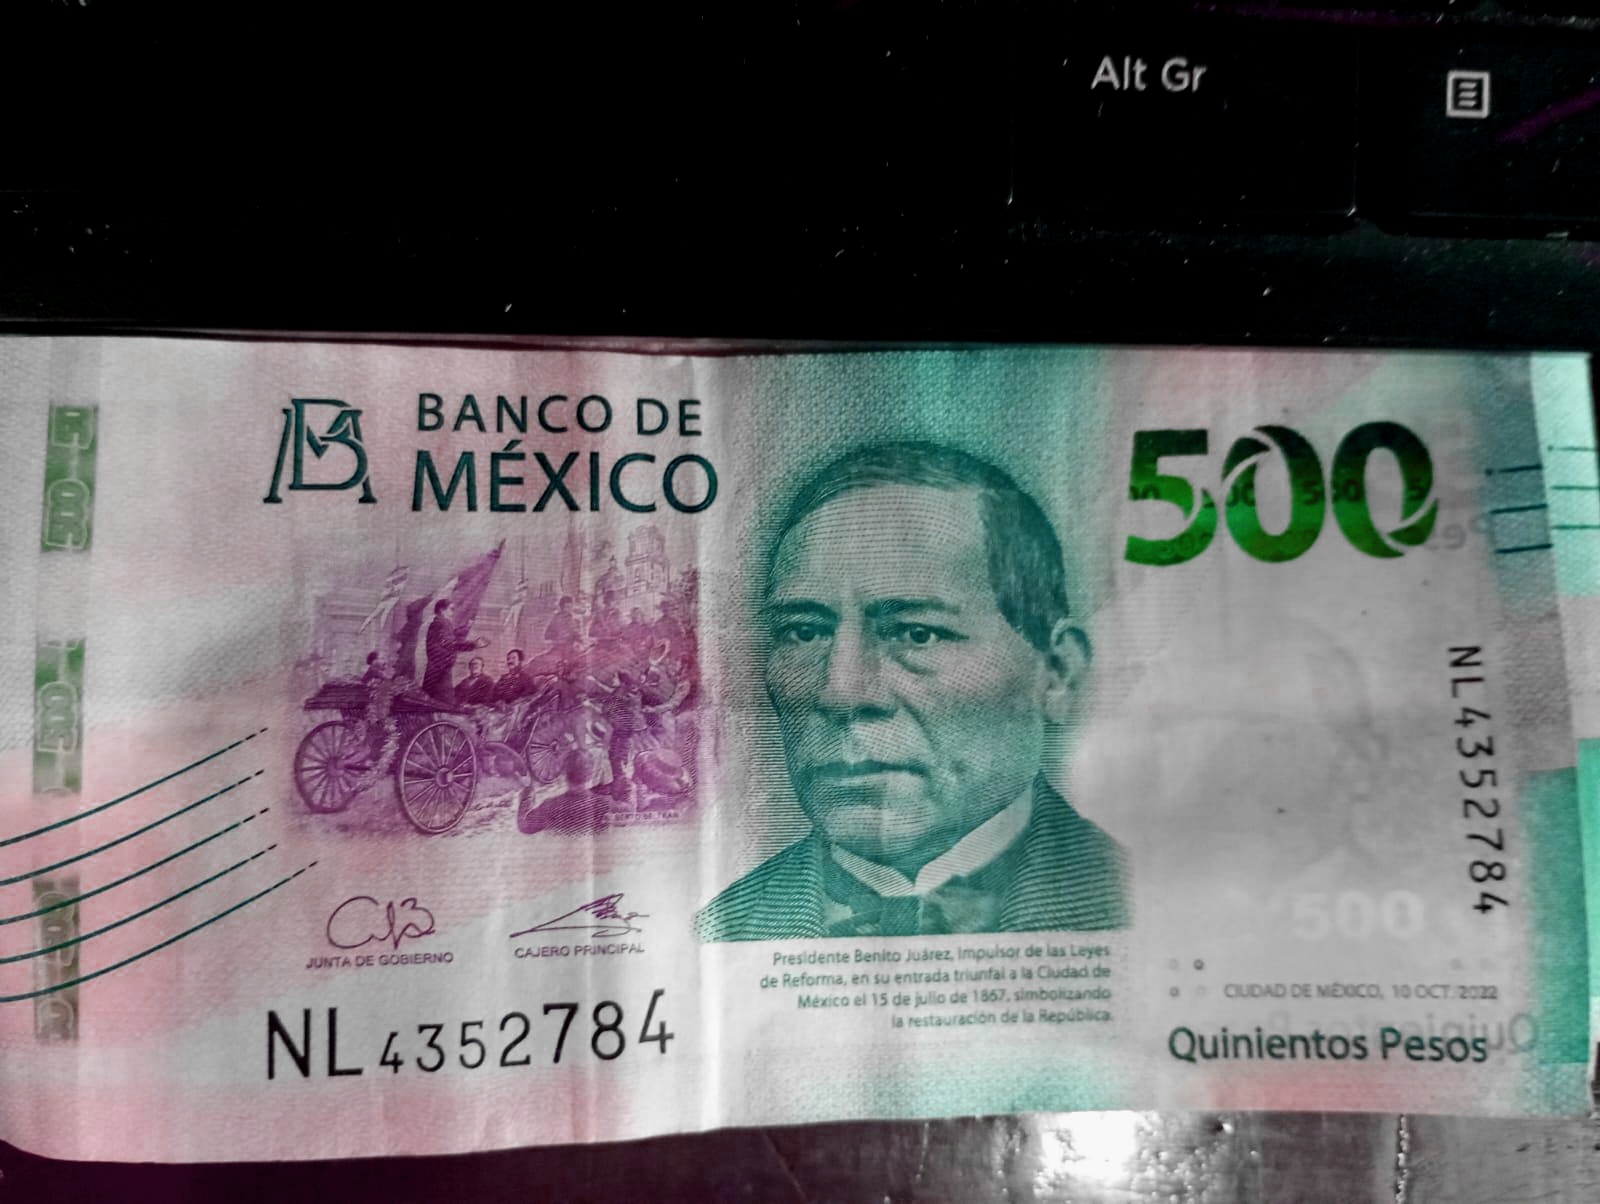 Alt Gr
BM
BANCO DE
MÉXICO
500
NL4352784
JUNTA DE GOBIERNO
CAJERO PRINCIPAL
Presidente Benito Juárez, impulsor de las Leyes
de Reforma, en su entrada triunfal a la Ciudad de
México el 15 de julio de 1867, simbolizando
la restauración de la República.
500
CIUDAD DE MÉXICO, 10 OCT. 2022
NL4352784
Quinientos Pesos